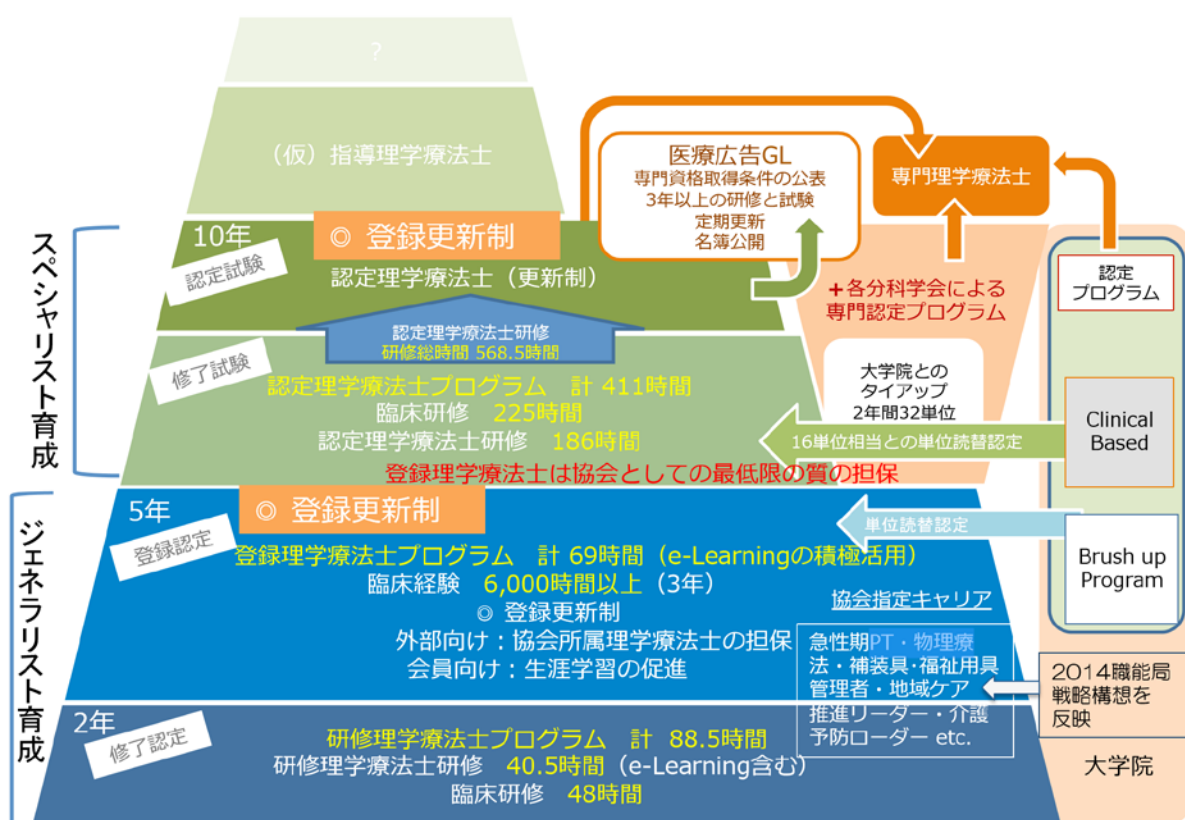 ?
（仮）指導理学療法士
医療広告GL
専門資格取得条件の公表
3年以上の研修と試験
定期更新
名簿公開
専門理学療法士
スペシャリスト育成
10年
認定試験
◎ 登録更新制
認定理学療法士（更新制）
認定理学療法士研修
研修総時間 568.5時間
＋各分科学会による
専門認定プログラム
認定
プログラム
修了試験
認定理学療法士プログラム　計 411時間
臨床研修　225時間
認定理学療法士研修　186時間
大学院との
タイアップ
2年間32単位
16単位相当との単位読替認定
Clinical
Based
登録理学療法士は協会としての最低限の質の担保
ジェネラリスト育成
5年
登録認定
◎ 登録更新制
単位読替認定
登録理学療法士プログラム　計 69時間（e-Learningの積極活用）
臨床経験　6,000時間以上（3年）
◎ 登録更新制
外部向け：協会所属理学療法士の担保
会員向け：生涯学習の促進
Brush up
Program
協会指定キャリア
急性期PT・物理療
法・補装具・福祉用具
管理者・地域ケア
推進リーダー・介護
予防ローダー etc.
2014職能局
戦略構想を
反映
2年
修了認定
研修理学療法士プログラム　計 88.5時間
研修理学療法士研修　40.5時間(e-Learning含む)
臨床研修　48時間
大学院